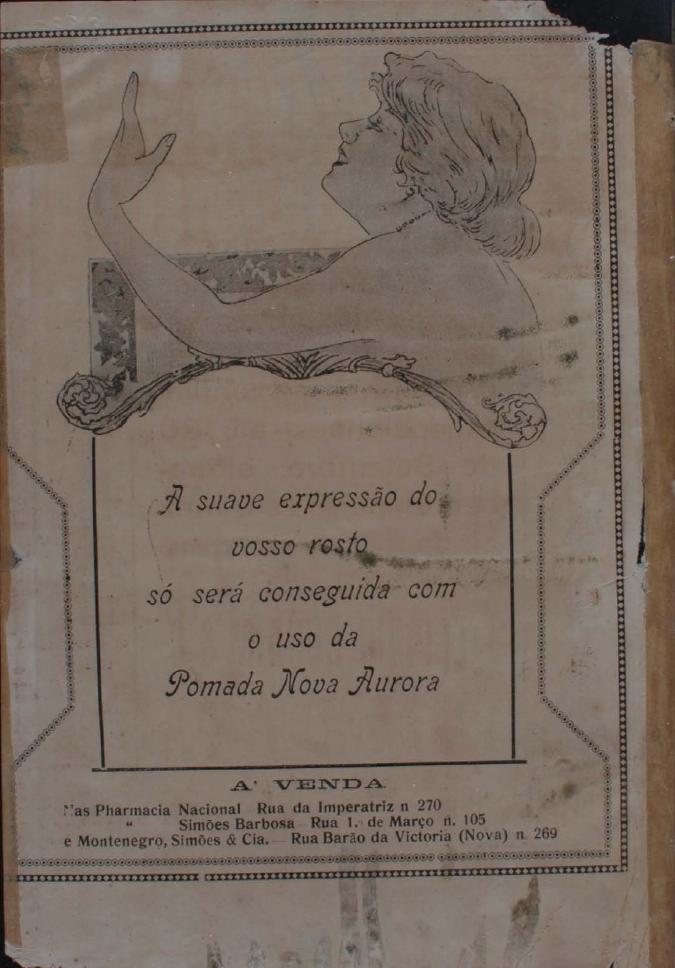 A suave expressão do
vosso rosto
só será conseguida com
o uso da
Pomada Nova Aurora
A' VENDA
Nas Pharmacia Nacional Rua da Imperatriz n 270
" Simões Barbosa Rua 1. de Março n. 105
e Montenegro, Simões & Cia. — Rua Barão da Victoria (Nova) n. 269